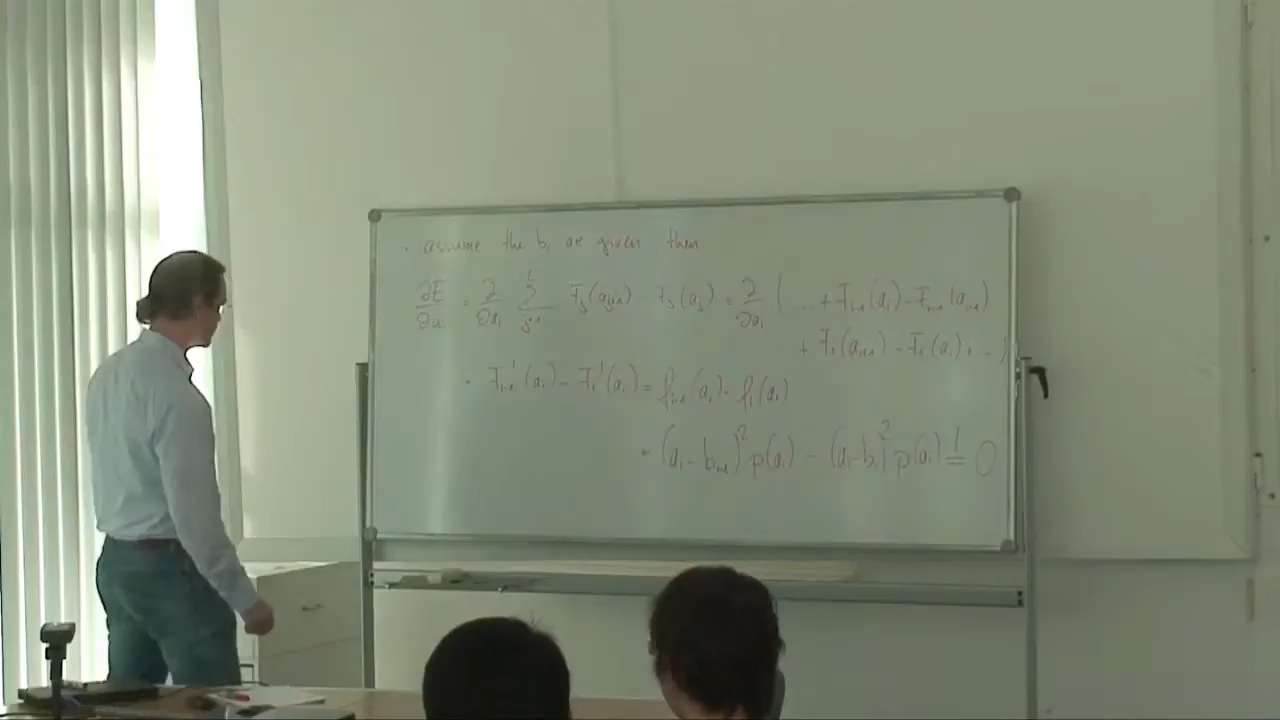 · assume the b_i are given then
∂E/∂a_i = ∂/∂a_i ∑_{j=1}^{L} F_j(a_{j+1}) - F_j(a_j) = ∂/∂a_i (... + F_{i-1}(a_i) - F_{i-1}(a_{i-1})
+ F_i(a_{i+1}) - F_i(a_i) + ...)
= F_{i-1}'(a_i) - F_i'(a_i) = f_{i-1}(a_i) - f_i(a_i)
= (a_i - b_{i-1})^2 p(a_i) - (a_i - b_i)^2 p(a_i) =! 0